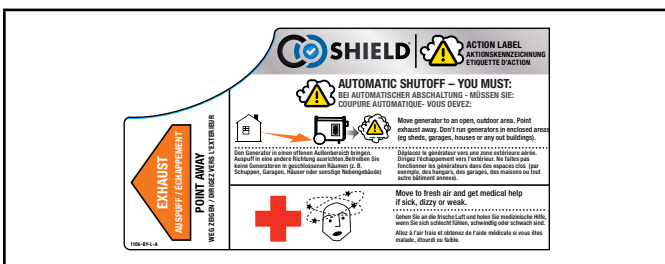 CO SHIELD®
ACTION LABEL
AKTIONSKENNZEICHNUNG
ETIQUETTE D'ACTION
AUTOMATIC SHUTOFF – YOU MUST:
BEI AUTOMATISCHER ABSCHALTUNG - MÜSSEN SIE:
COUPURE AUTOMATIQUE- VOUS DEVEZ:
Move generator to an open, outdoor area. Point
exhaust away. Don't run generators in enclosed areas
(eg sheds, garages, houses or any out buildings).
Den Generator in einen offenen Außenbereich bringen.
Auspuff in eine andere Richtung ausrichten.Betreiben Sie
keine Generatoren in geschlossenen Räumen (z. B.
Schuppen, Garagen, Häuser oder sonstige Nebengebäude)
Déplacez le générateur vers une zone extérieure aérée.
Dirigez l'échappement vers l'extérieur. Ne faites pas
fonctionner les générateurs dans des espaces clos (par
exemple, des hangars, des garages, des maisons ou tout
autre bâtiment annexe).
EXHAUST
AUSPUFF / ÉCHAPPEMENT
POINT AWAY
WEG ZEIGEN / DIRIGEZ VERS L'EXTERIEUR
Move to fresh air and get medical help
if sick, dizzy or weak.
Gehen Sie an die frische Luft und holen Sie medizinische Hilfe,
wenn Sie sich schlecht fühlen, schwindlig oder schwach sind.
Allez à l'air frais et obtenez de l'aide médicale si vous êtes
malade, étourdi ou faible.
1106-BY-L-A